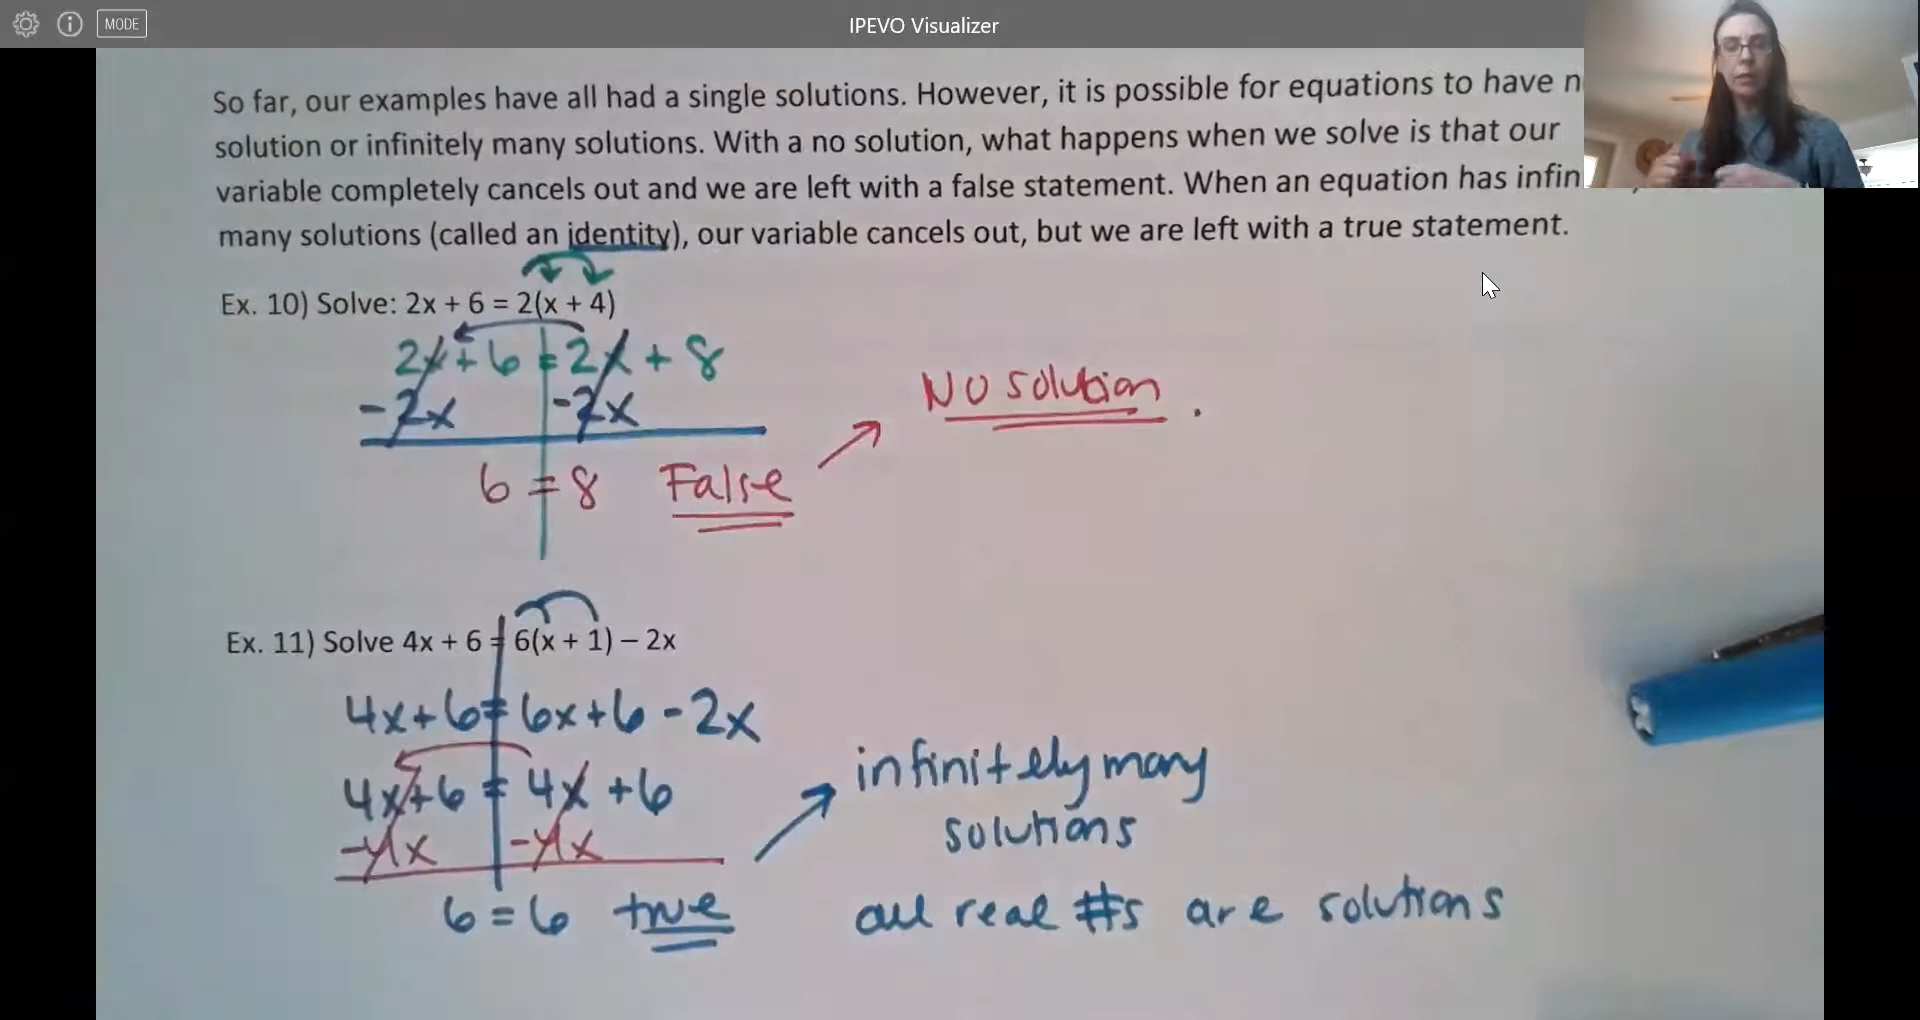 MODE
IPEVO Visualizer
So far, our examples have all had a single solutions. However, it is possible for equations to have n
solution or infinitely many solutions. With a no solution, what happens when we solve is that our
variable completely cancels out and we are left with a false statement. When an equation has infin
many solutions (called an identity), our variable cancels out, but we are left with a true statement.
Ex. 10) Solve: 2x + 6 = 2(x + 4)
2x + 6 = 2x + 8
-2x -2x
No solution.
6 = 8 False
Ex. 11) Solve 4x + 6 = 6(x + 1) – 2x
4x + 6 = 6x + 6 - 2x
4x + 6 = 4x + 6
-4x -4x
6 = 6 true
infinitely many
solutions
all real #s are solutions